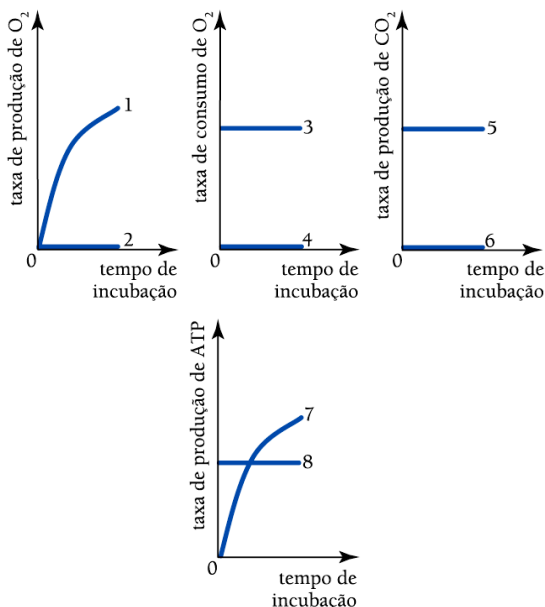 taxa de produção de O2
1
2
0
tempo de
incubação
taxa de consumo de O2
3
4
0
tempo de
incubação
taxa de produção de CO2
5
6
0
tempo de
incubação
taxa de produção de ATP
7
8
0
tempo de
incubação